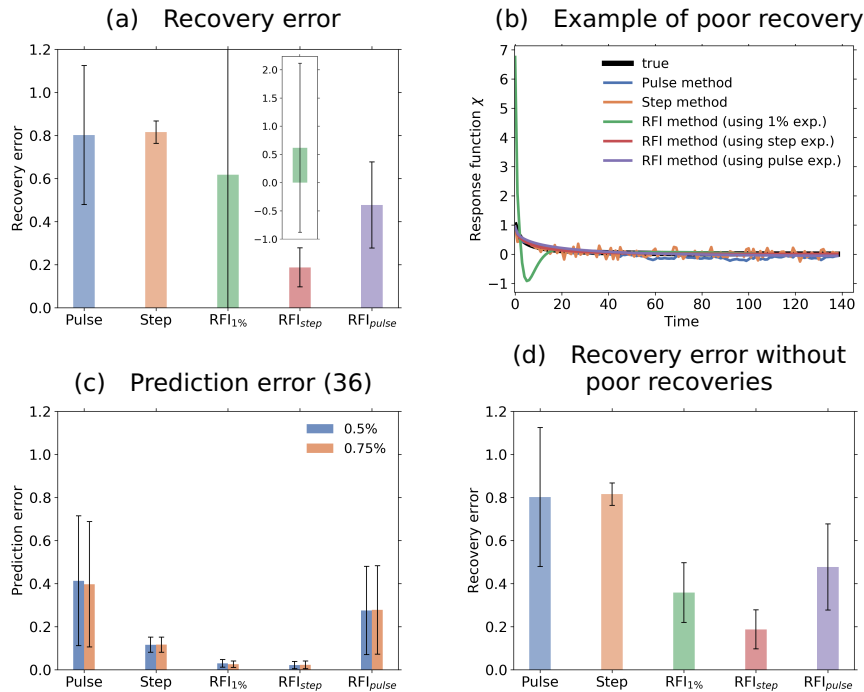 (a) Recovery error
1.2
1.0
0.8
0.6
0.4
0.2
0.0
Recovery error
2.0
1.5
1.0
0.5
0.0
−0.5
−1.0
Pulse Step RFI1% RFIstep RFIpulse
(b) Example of poor recovery
7
6
5
4
3
2
1
0
−1
Response function χ
true
Pulse method
Step method
RFI method (using 1% exp.)
RFI method (using step exp.)
RFI method (using pulse exp.)
0 20 40 60 80 100 120 140
Time
(c) Prediction error (36)
1.2
1.0
0.8
0.6
0.4
0.2
0.0
Prediction error
0.5%
0.75%
Pulse Step RFI1% RFIstep RFIpulse
(d) Recovery error without
poor recoveries
1.2
1.0
0.8
0.6
0.4
0.2
0.0
Recovery error
Pulse Step RFI1% RFIstep RFIpulse